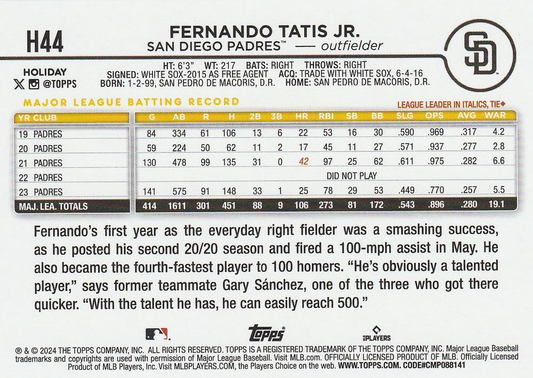 H44
FERNANDO TATIS JR.
SAN DIEGO PADRES™ — outfielder
SD
HOLIDAY
X @TOPPS
HT: 6'3" WT: 217 BATS: RIGHT THROWS: RIGHT
SIGNED: WHITE SOX-2015 AS FREE AGENT ACQ: TRADE WITH WHITE SOX, 6-4-16
BORN: 1-2-99, SAN PEDRO DE MACORIS, D.R. HOME: SAN PEDRO DE MACORIS, D.R.
MAJOR LEAGUE BATTING RECORD LEAGUE LEADER IN ITALICS, TIE♦
YR CLUB G AB R H 2B 3B HR RBI SB BB SLG OPS AVG WAR
19 PADRES 84 334 61 106 13 6 22 53 16 30 .590 .969 .317 4.2
20 PADRES 59 224 50 62 11 2 17 45 11 27 .571 .937 .277 2.8
21 PADRES 130 478 99 135 31 0 42 97 25 62 .611 .975 .282 6.6
22 PADRES DID NOT PLAY
23 PADRES 141 575 91 148 33 1 25 78 29 53 .449 .770 .257 5.5
MAJ. LEA. TOTALS 414 1611 301 451 88 9 106 273 81 172 .543 .896 .280 19.1
Fernando's first year as the everyday right fielder was a smashing success,
as he posted his second 20/20 season and fired a 100-mph assist in May. He
also became the fourth-fastest player to 100 homers. "He's obviously a talented
player," says former teammate Gary Sánchez, one of the three who got there
quicker. "With the talent he has, he can easily reach 500."
topps
PLAYERS
® & © 2024 THE TOPPS COMPANY, INC. ALL RIGHTS RESERVED. TOPPS IS A REGISTERED TRADEMARK OF THE TOPPS COMPANY, INC. Major League Baseball
trademarks and copyrights are used with permission of Major League Baseball. Visit MLB.com. OFFICIALLY LICENSED PRODUCT OF MLB PLAYERS, INC. Official Licensed
Product of MLB Players, Inc. Visit MLBPLAYERS.com, the Players Choice on the web. WWW.TOPPS.COM. CODE#CMP088141